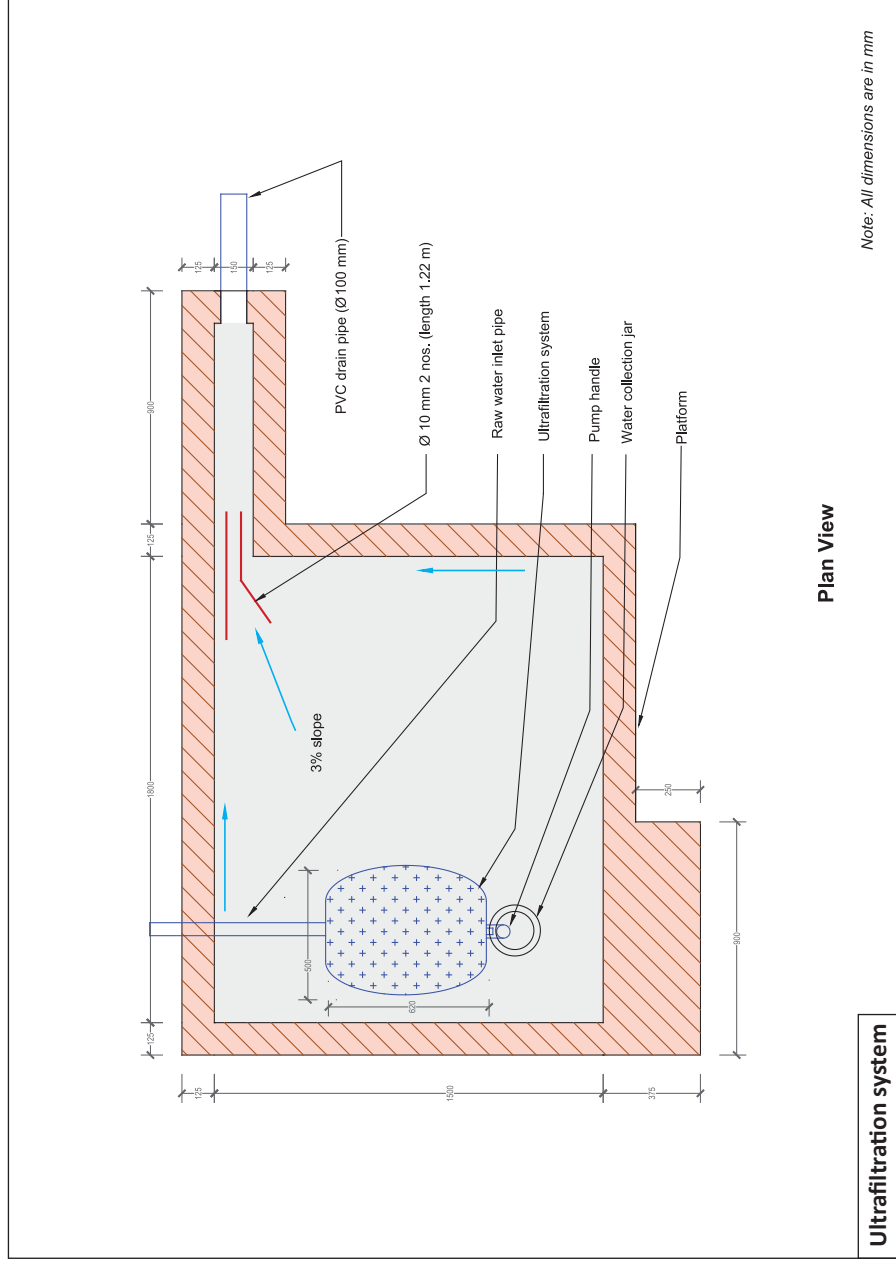 125
150
125
900
125
1800
125
PVC drain pipe (Ø100 mm)
Ø 10 mm 2 nos. (length 1.22 m)
Raw water inlet pipe
Ultrafiltration system
Pump handle
Water collection jar
Platform
3% slope
500
620
250
900
125
1500
375
Plan View
Note: All dimensions are in mm
Ultrafiltration system